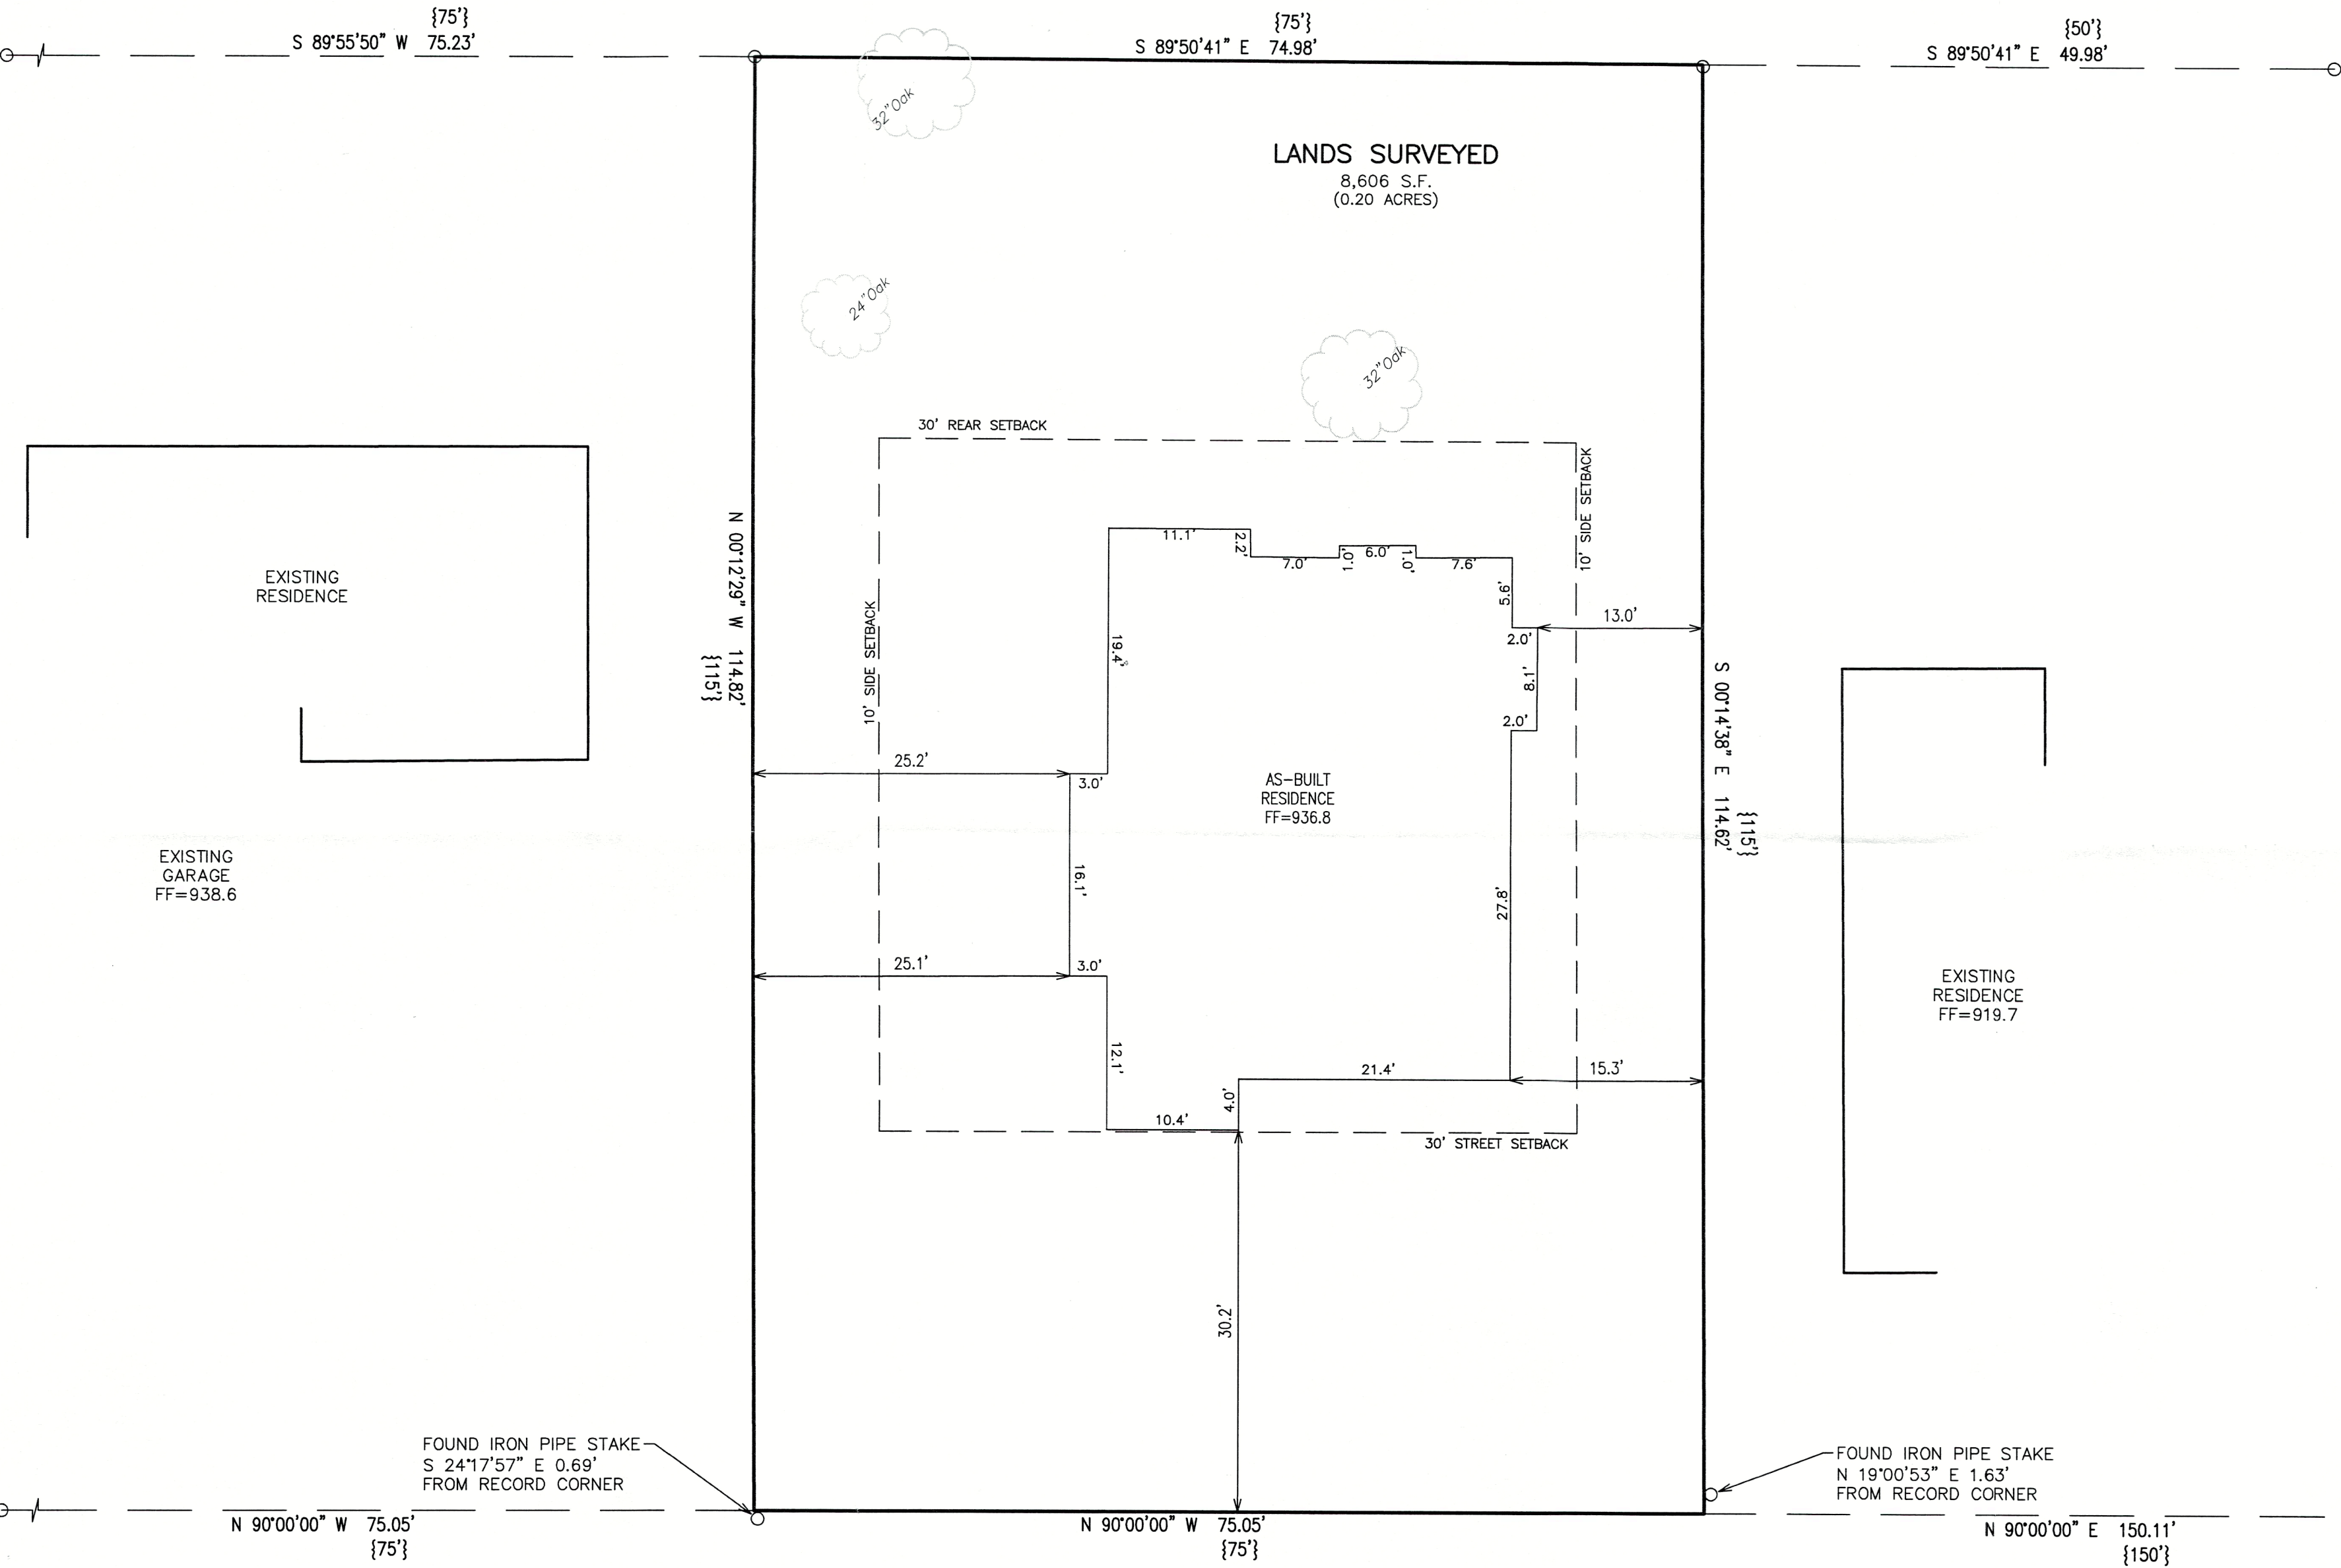 {75'}
S 89°55'50" W 75.23'
{75'}
S 89°50'41" E 74.98'
{50'}
S 89°50'41" E 49.98'
32"Oak
LANDS SURVEYED
8,606 S.F.
(0.20 ACRES)
24"Oak
32"Oak
30' REAR SETBACK
10' SIDE SETBACK
10' SIDE SETBACK
N 00°12'29" W 114.82'
{115'}
S 00°14'38" E 114.62'
{115'}
EXISTING
RESIDENCE
11.1'
2.2'
7.0'
1.0'
6.0'
1.0'
7.6'
5.6'
13.0'
2.0'
8.1'
2.0'
19.4'
25.2'
3.0'
AS-BUILT
RESIDENCE
FF=936.8
EXISTING
GARAGE
FF=938.6
16.1'
27.8'
25.1'
3.0'
EXISTING
RESIDENCE
FF=919.7
12.1'
21.4'
15.3'
4.0'
10.4'
30' STREET SETBACK
30.2'
FOUND IRON PIPE STAKE
S 24°17'57" E 0.69'
FROM RECORD CORNER
FOUND IRON PIPE STAKE
N 19°00'53" E 1.63'
FROM RECORD CORNER
N 90°00'00" W 75.05'
{75'}
N 90°00'00" W 75.05'
{75'}
N 90°00'00" E 150.11'
{150'}